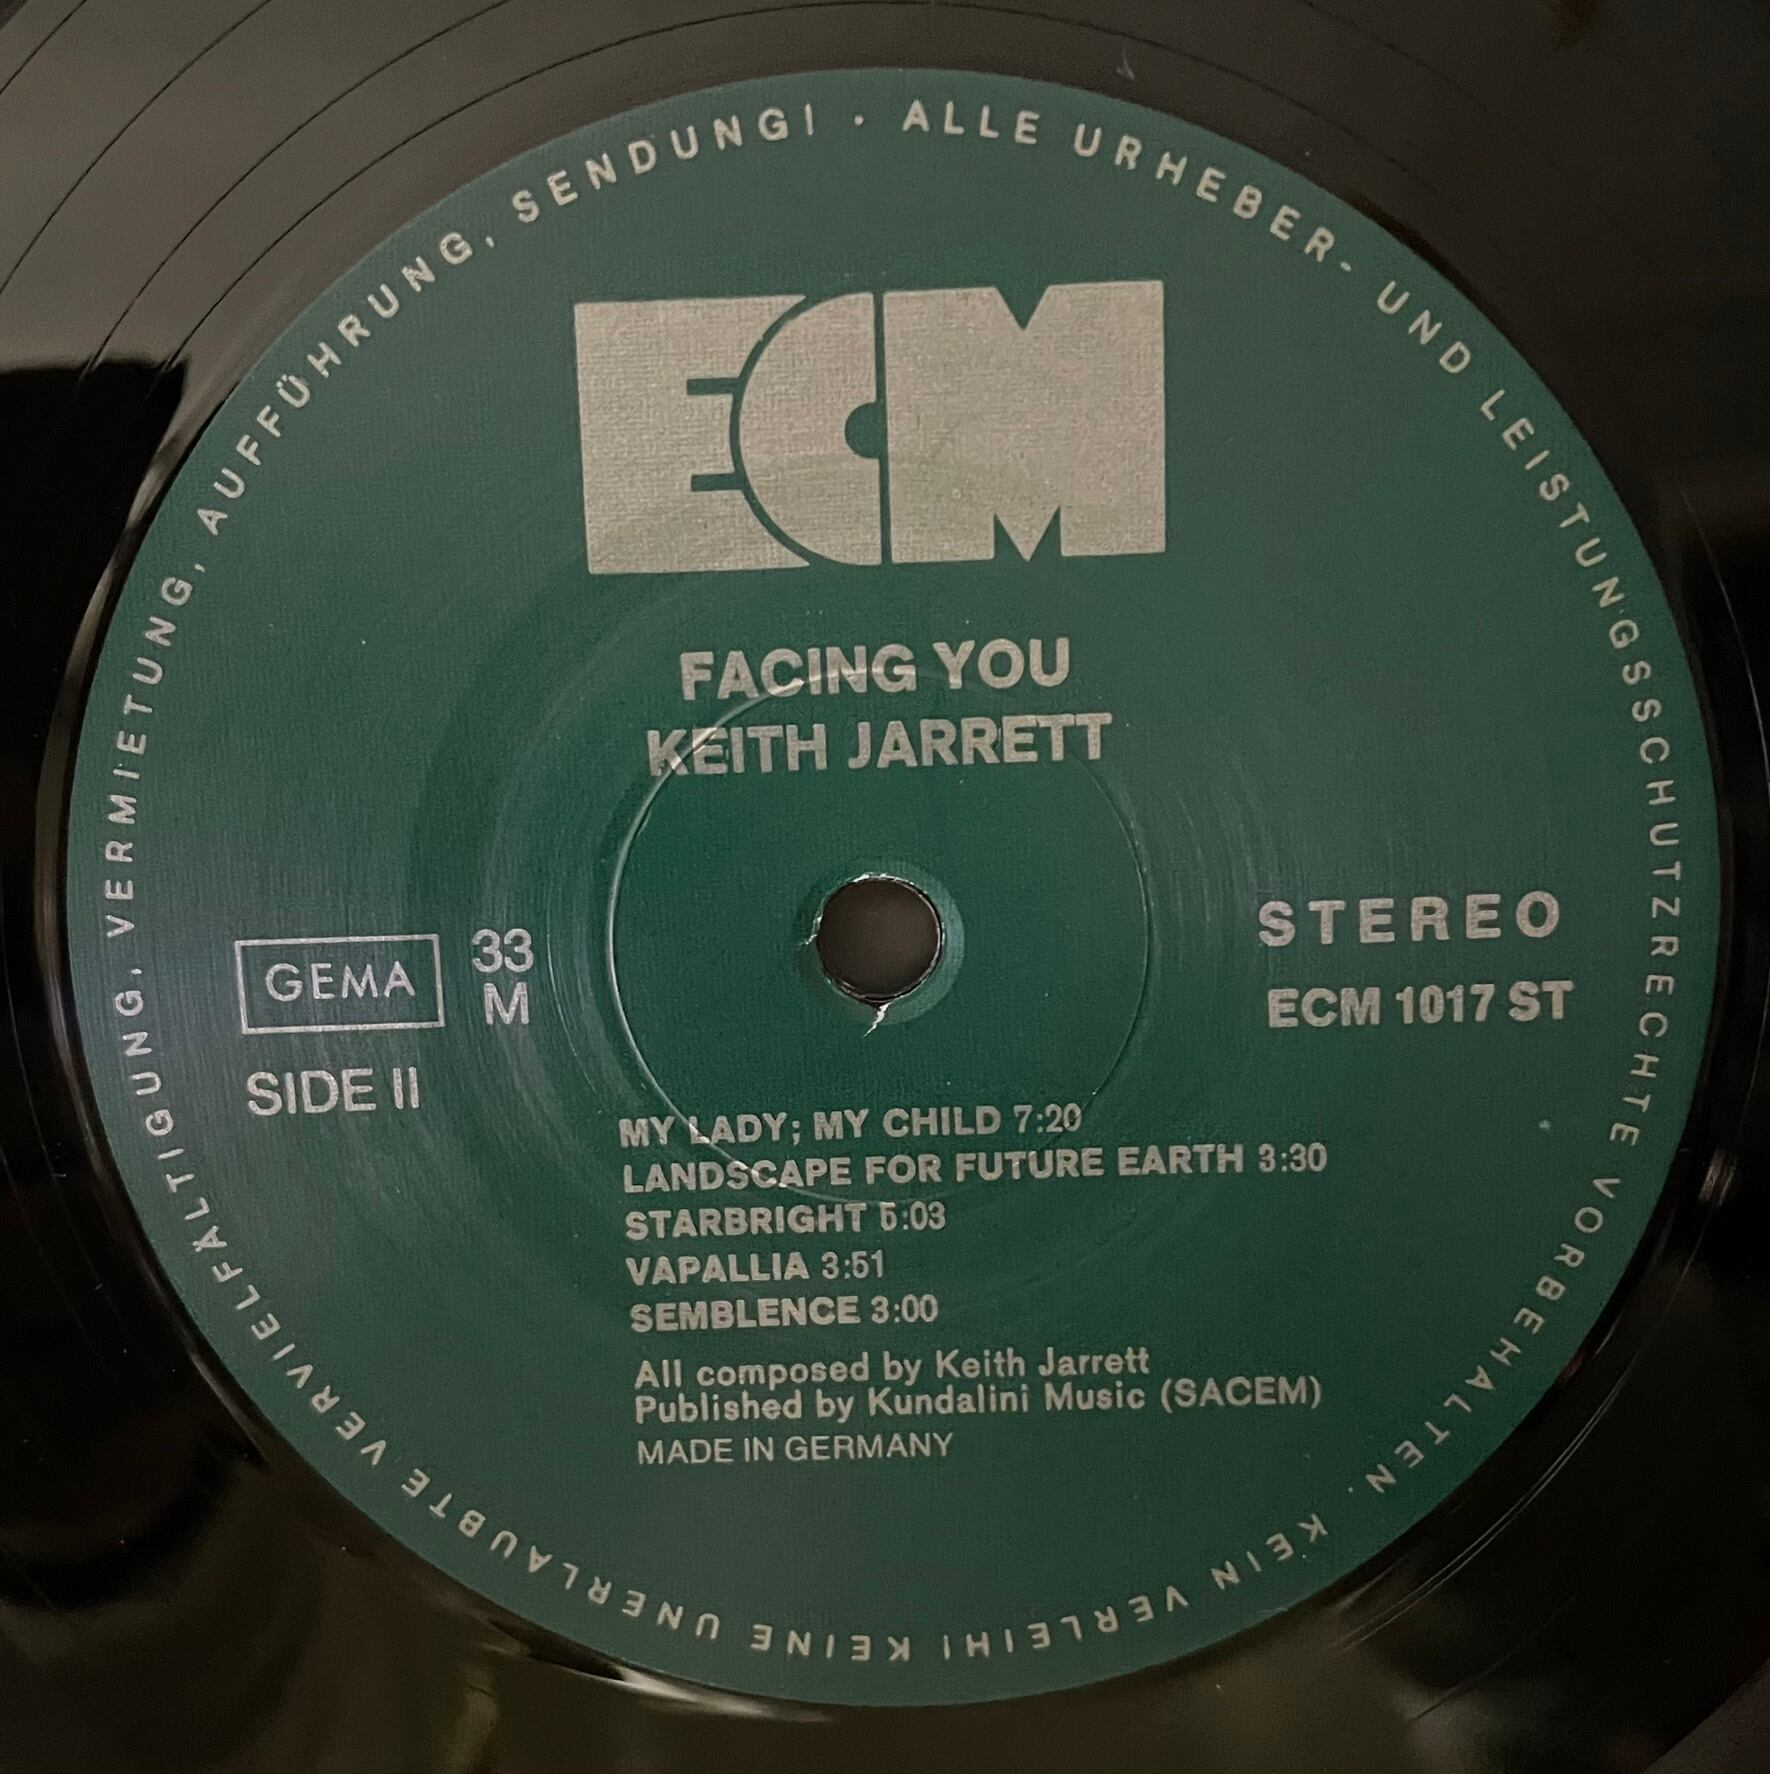 ALLE URHEBER- UND LEISTUNGSSCHUTZRECHTE VORBEHALTEN. KEIN VERLEIH! KEINE UNERLAUBTE VERVIELFÄLTIGUNG, VERMIETUNG, AUFFÜHRUNG, SENDUNG! ·
ECM
FACING YOU
KEITH JARRETT
GEMA
33
M
SIDE II
STEREO
ECM 1017 ST
MY LADY; MY CHILD 7:20
LANDSCAPE FOR FUTURE EARTH 3:30
STARBRIGHT 5:03
VAPALLIA 3:51
SEMBLENCE 3:00
All composed by Keith Jarrett
Published by Kundalini Music (SACEM)
MADE IN GERMANY